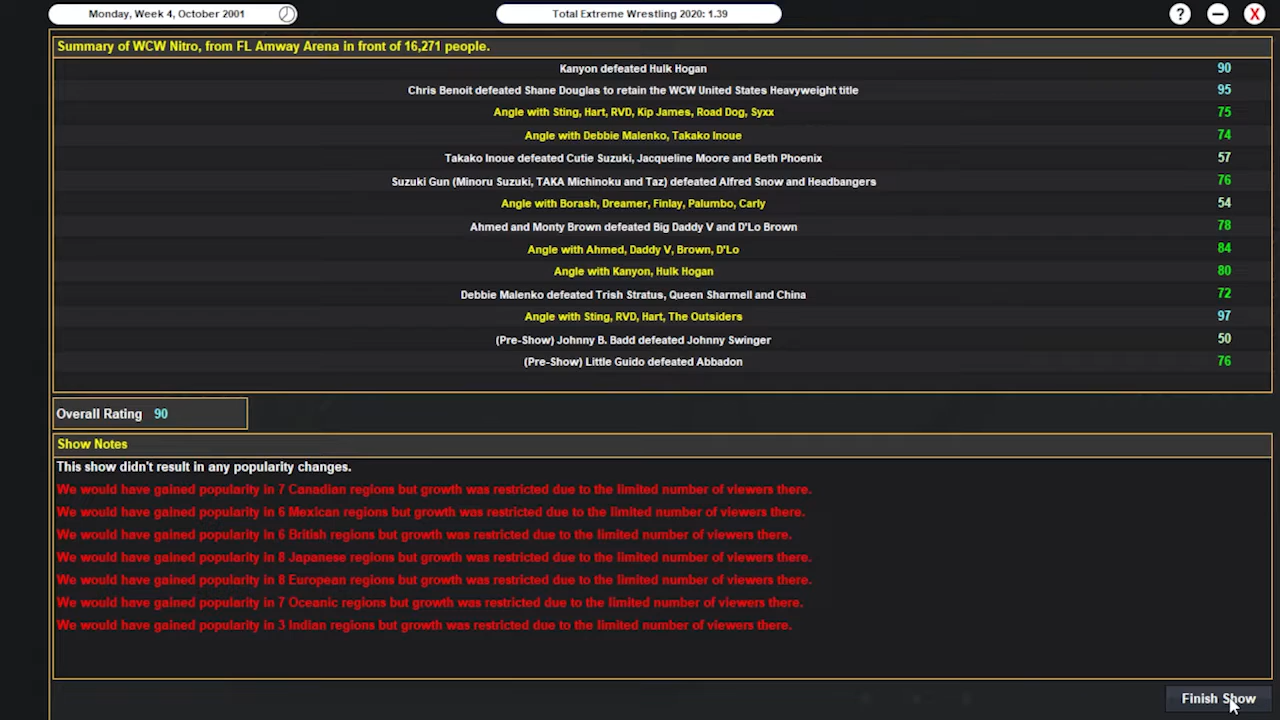 Monday, Week 4, October 2001
Total Extreme Wrestling 2020: 1.39
?
X
Summary of WCW Nitro, from FL Amway Arena in front of 16,271 people.
Kanyon defeated Hulk Hogan 90
Chris Benoit defeated Shane Douglas to retain the WCW United States Heavyweight title 95
Angle with Sting, Hart, RVD, Kip James, Road Dog, Syxx 75
Angle with Debbie Malenko, Takako Inoue 74
Takako Inoue defeated Cutie Suzuki, Jacqueline Moore and Beth Phoenix 57
Suzuki Gun (Minoru Suzuki, TAKA Michinoku and Taz) defeated Alfred Snow and Headbangers 76
Angle with Borash, Dreamer, Finlay, Palumbo, Carly 54
Ahmed and Monty Brown defeated Big Daddy V and D'Lo Brown 78
Angle with Ahmed, Daddy V, Brown, D'Lo 84
Angle with Kanyon, Hulk Hogan 80
Debbie Malenko defeated Trish Stratus, Queen Sharmell and China 72
Angle with Sting, RVD, Hart, The Outsiders 97
(Pre-Show) Johnny B. Badd defeated Johnny Swinger 50
(Pre-Show) Little Guido defeated Abbadon 76
Overall Rating 90
Show Notes
This show didn't result in any popularity changes.
We would have gained popularity in 7 Canadian regions but growth was restricted due to the limited number of viewers there.
We would have gained popularity in 6 Mexican regions but growth was restricted due to the limited number of viewers there.
We would have gained popularity in 6 British regions but growth was restricted due to the limited number of viewers there.
We would have gained popularity in 8 Japanese regions but growth was restricted due to the limited number of viewers there.
We would have gained popularity in 8 European regions but growth was restricted due to the limited number of viewers there.
We would have gained popularity in 7 Oceanic regions but growth was restricted due to the limited number of viewers there.
We would have gained popularity in 3 Indian regions but growth was restricted due to the limited number of viewers there.
Finish Show